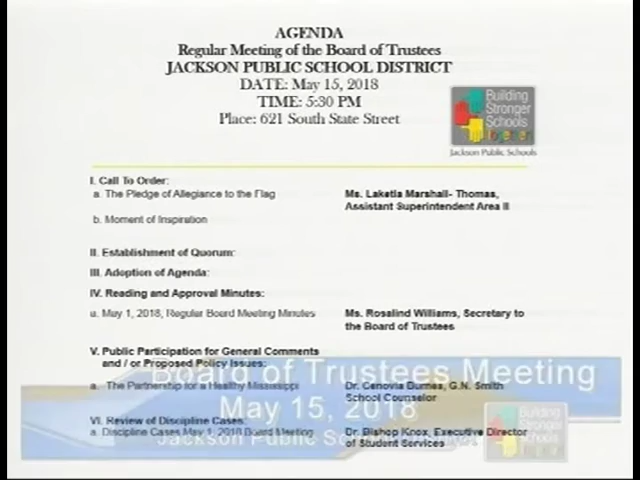 AGENDA
Regular Meeting of the Board of Trustees
JACKSON PUBLIC SCHOOL DISTRICT
DATE: May 15, 2018
TIME: 5:30 PM
Place: 621 South State Street
Building
Stronger
Schools
Together
Jackson Public Schools
I. Call To Order:
a. The Pledge of Allegiance to the Flag
Ms. Laketia Marshall- Thomas,
Assistant Superintendent Area II
b. Moment of Inspiration
II. Establishment of Quorum:
III. Adoption of Agenda:
IV. Reading and Approval Minutes:
a. May 1, 2018, Regular Board Meeting Minutes
Ms. Rosalind Williams, Secretary to
the Board of Trustees
V. Public Participation for General Comments
and / or Proposed Policy Issues:
a. The Partnership for a Healthy Mississippi
Dr. Cenovia Burnes, G.N. Smith
School Counselor
VI. Review of Discipline Cases:
a. Discipline Cases May 1, 2018 Board Meeting
Dr. Bishop Knox, Executive Director
of Student Services
Board of Trustees Meeting
May 15, 2018
Jackson Public School
Building
Stronger
Schools